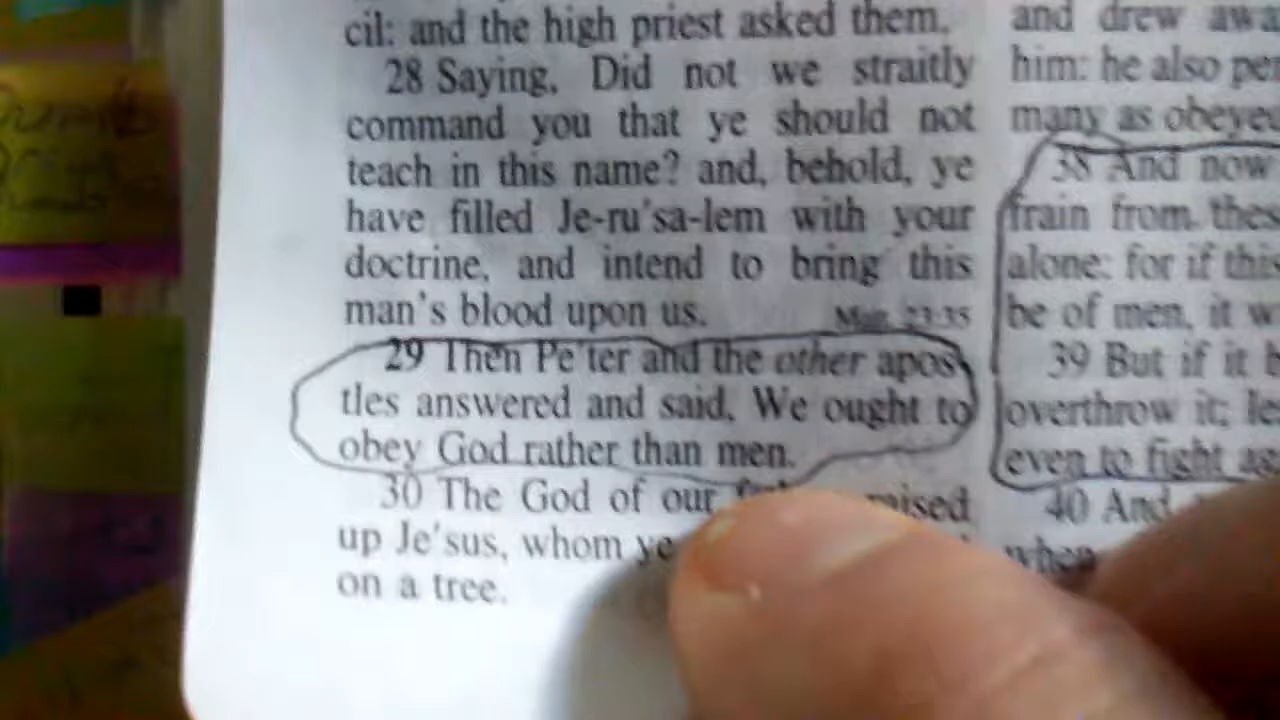 cil: and the high priest asked them,
28 Saying, Did not we straitly
command you that ye should not
teach in this name? and, behold, ye
have filled Je-ru'sa-lem with your
doctrine, and intend to bring this
man's blood upon us.
29 Then Pe'ter and the other apos
tles answered and said, We ought to
obey God rather than men.
30 The God of our raised
up Je'sus, whom ye
on a tree.
and drew awa
him: he also per
many as obeyed
38 And now
frain from thes
alone: for if this
be of men, it w
39 But if it b
overthrow it; le
even to fight ag
40 And
when